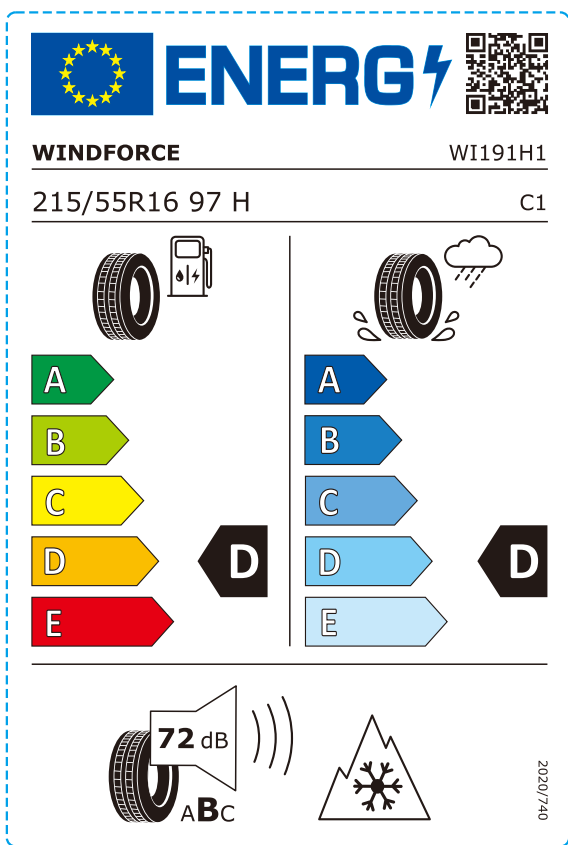 ENERG
WINDFORCE WI191H1
215/55R16 97 H C1
A A
B B
C C
D D D D
E E
72 dB
ABC
2020/740